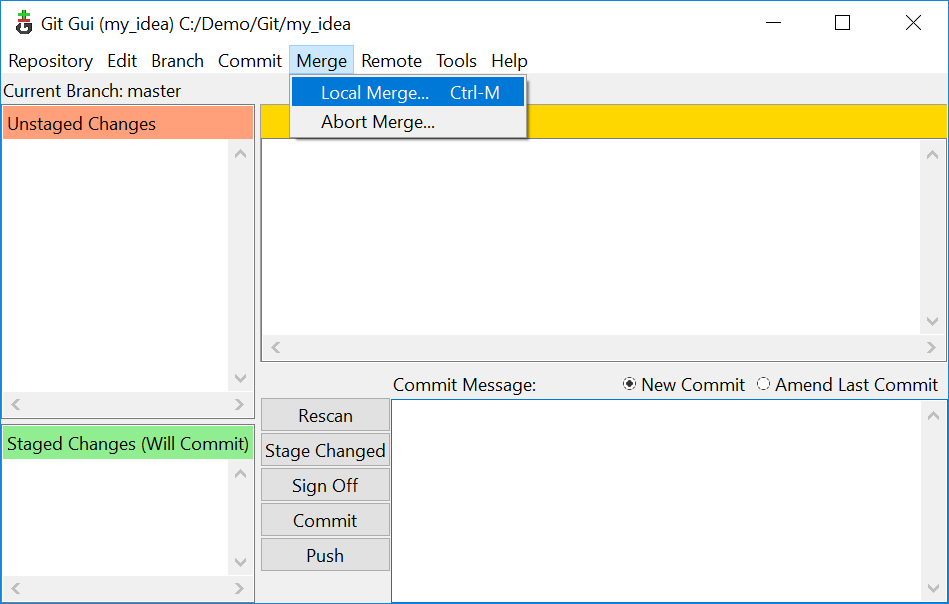 Git Gui (my_idea) C:/Demo/Git/my_idea
Repository Edit Branch Commit Merge Remote Tools Help
Current Branch: master
Local Merge... Ctrl-M
Abort Merge...
Unstaged Changes
Staged Changes (Will Commit)
Commit Message: New Commit Amend Last Commit
Rescan
Stage Changed
Sign Off
Commit
Push